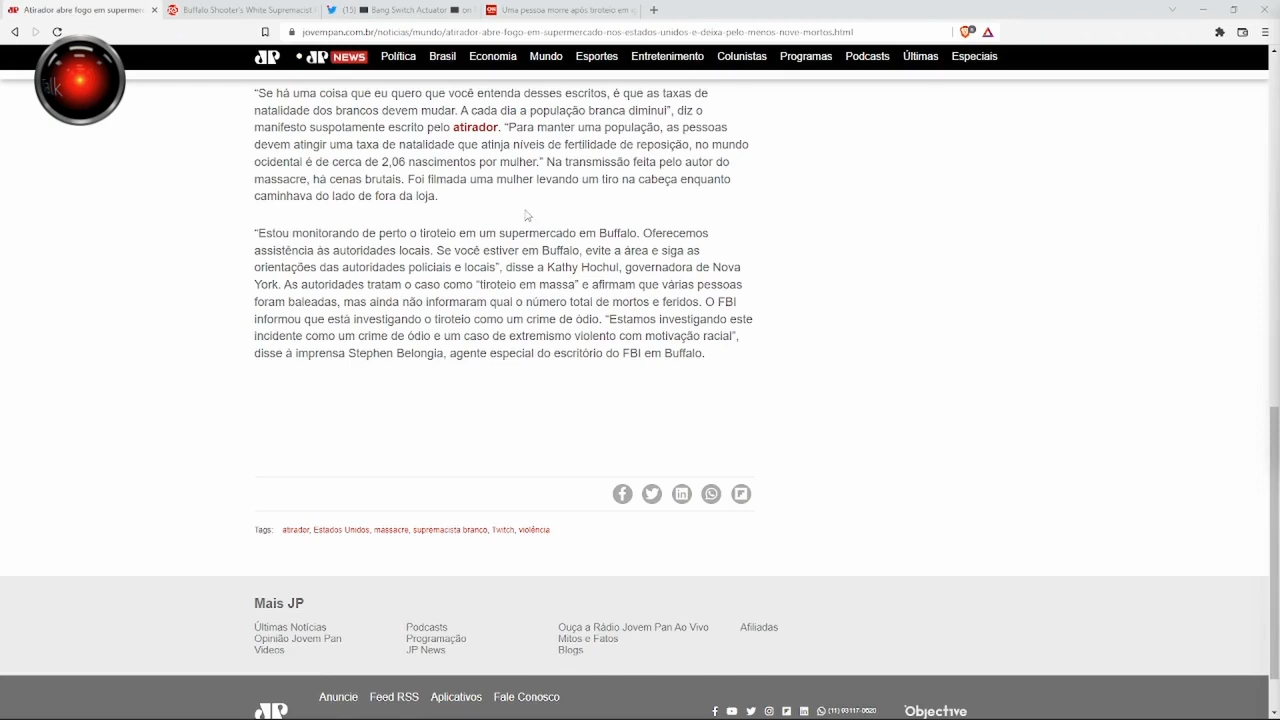 Atirador abre fogo em superme
Buffalo Shooter's White Supremacist
(15) Bang Switch Actuator on
Uma pessoa morre após tiroteio em
jovempan.com.br/noticias/mundo/atirador-abre-fogo-em-supermercado-nos-estados-unidos-e-deixa-pelo-menos-nove-mortos.html
JP JP NEWS Política Brasil Economia Mundo Esportes Entretenimento Colunistas Programas Podcasts Últimas Especiais
“Se há uma coisa que eu quero que você entenda desses escritos, é que as taxas de
natalidade dos brancos devem mudar. A cada dia a população branca diminui”, diz o
manifesto suspotamente escrito pelo atirador. “Para manter uma população, as pessoas
devem atingir uma taxa de natalidade que atinja níveis de fertilidade de reposição, no mundo
ocidental é de cerca de 2,06 nascimentos por mulher.” Na transmissão feita pelo autor do
massacre, há cenas brutais. Foi filmada uma mulher levando um tiro na cabeça enquanto
caminhava do lado de fora da loja.
“Estou monitorando de perto o tiroteio em um supermercado em Buffalo. Oferecemos
assistência às autoridades locais. Se você estiver em Buffalo, evite a área e siga as
orientações das autoridades policiais e locais”, disse a Kathy Hochul, governadora de Nova
York. As autoridades tratam o caso como “tiroteio em massa” e afirmam que várias pessoas
foram baleadas, mas ainda não informaram qual o número total de mortos e feridos. O FBI
informou que está investigando o tiroteio como um crime de ódio. “Estamos investigando este
incidente como um crime de ódio e um caso de extremismo violento com motivação racial”,
disse à imprensa Stephen Belongia, agente especial do escritório do FBI em Buffalo.
Tags: atirador, Estados Unidos, massacre, supremacista branco, Twitch, violência
Mais JP
Últimas Notícias Podcasts Ouça a Rádio Jovem Pan Ao Vivo Afiliadas
Opinião Jovem Pan Programação Mitos e Fatos
Videos JP News Blogs
JP Anuncie Feed RSS Aplicativos Fale Conosco
(11) 93117-0620 Objective